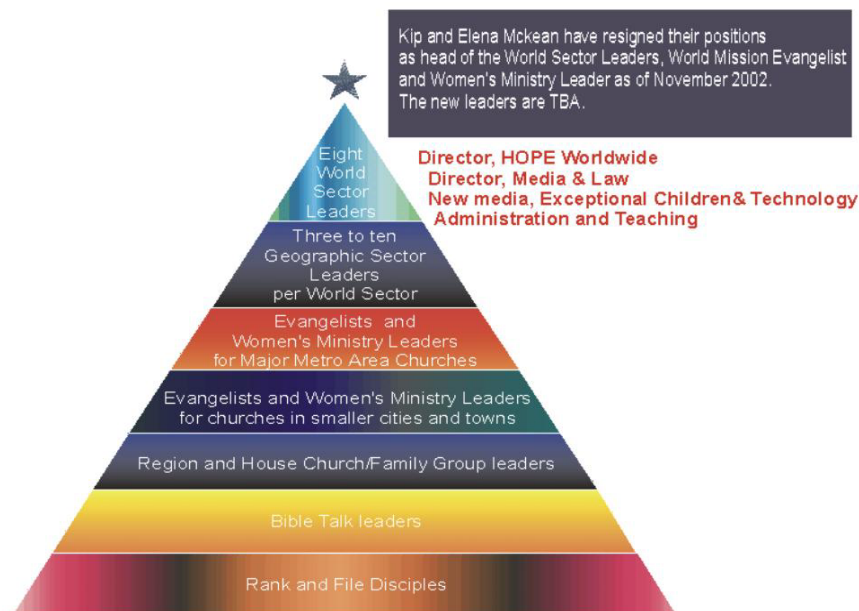 Kip and Elena Mckean have resigned their positions
as head of the World Sector Leaders, World Mission Evangelist
and Women's Ministry Leader as of November 2002.
The new leaders are TBA.
Eight
World
Sector
Leaders
Director, HOPE Worldwide
Director, Media & Law
New media, Exceptional Children& Technology
Administration and Teaching
Three to ten
Geographic Sector
Leaders
per World Sector
Evangelists and
Women's Ministry Leaders
for Major Metro Area Churches
Evangelists and Women's Ministry Leaders
for churches in smaller cities and towns
Region and House Church/Family Group leaders
Bible Talk leaders
Rank and File Disciples